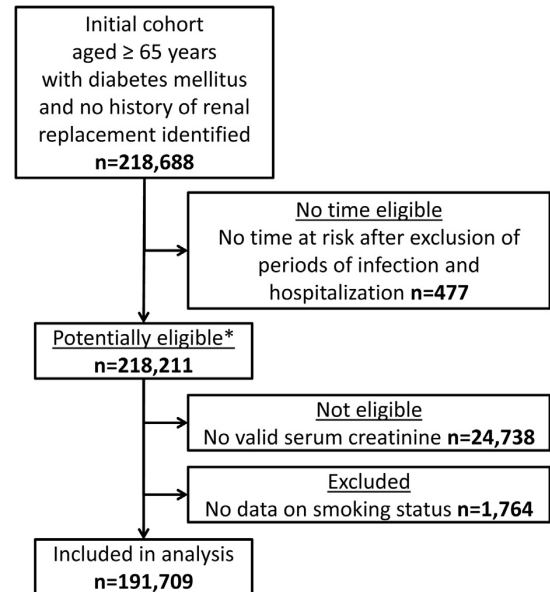 Initial cohort
aged ≥ 65 years
with diabetes mellitus
and no history of renal
replacement identified
n=218,688
No time eligible
No time at risk after exclusion of
periods of infection and
hospitalization n=477
Potentially eligible*
n=218,211
Not eligible
No valid serum creatinine n=24,738
Excluded
No data on smoking status n=1,764
Included in analysis
n=191,709